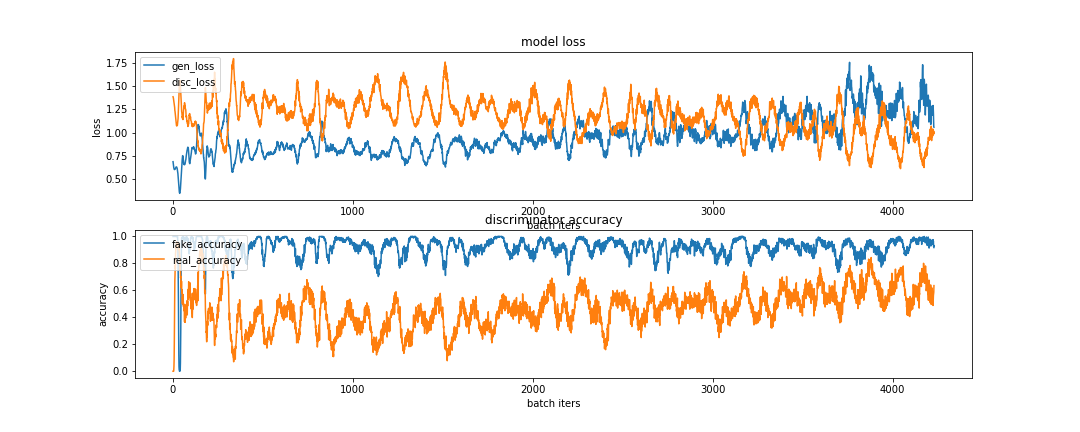 model loss
gen_loss
disc_loss
1.75
1.50
1.25
1.00
0.75
0.50
loss
0 1000 2000 3000 4000
batch iters
discriminator accuracy
fake_accuracy
real_accuracy
1.0
0.8
0.6
0.4
0.2
0.0
accuracy
0 1000 2000 3000 4000
batch iters